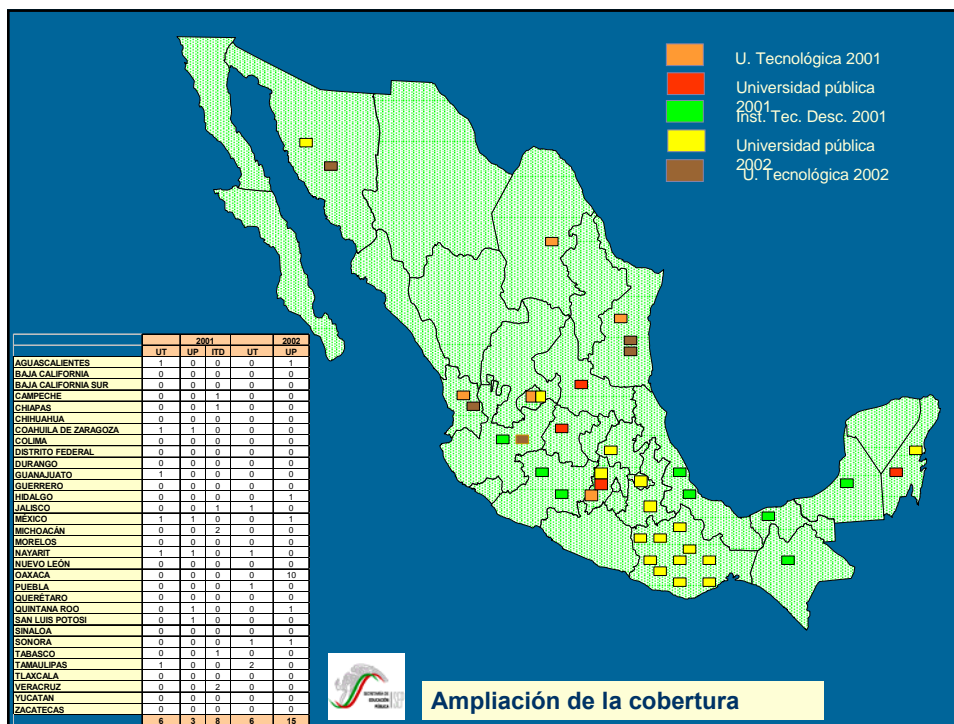 U. Tecnológica 2001
Universidad pública
2001
Inst. Tec. Desc. 2001
Universidad pública
2002
U. Tecnológica 2002
2001 2002
UT UP ITD UT UP
AGUASCALIENTES 1 0 0 0 1
BAJA CALIFORNIA 0 0 0 0 0
BAJA CALIFORNIA SUR 0 0 0 0 0
CAMPECHE 0 0 1 0 0
CHIAPAS 0 0 1 0 0
CHIHUAHUA 0 0 0 0 0
COAHUILA DE ZARAGOZA 1 1 0 0 0
COLIMA 0 0 0 0 0
DISTRITO FEDERAL 0 0 0 0 0
DURANGO 0 0 0 0 0
GUANAJUATO 1 0 0 0 0
GUERRERO 0 0 0 0 0
HIDALGO 0 0 0 0 1
JALISCO 0 0 1 1 0
MÉXICO 1 1 0 0 1
MICHOACÁN 0 0 2 0 0
MORELOS 0 0 0 0 0
NAYARIT 1 1 0 1 0
NUEVO LEÓN 0 0 0 0 0
OAXACA 0 0 0 0 10
PUEBLA 0 0 0 1 0
QUERÉTARO 0 0 0 0 0
QUINTANA ROO 0 1 0 0 1
SAN LUIS POTOSI 0 1 0 0 0
SINALOA 0 0 0 0 0
SONORA 0 0 0 1 1
TABASCO 0 0 1 0 0
TAMAULIPAS 1 0 0 2 0
TLAXCALA 0 0 0 0 0
VERACRUZ 0 0 2 0 0
YUCATAN 0 0 0 0 0
ZACATECAS 0 0 0 0 0
6 3 8 6 15
SECRETARÍA DE
EDUCACIÓN
PÚBLICA
SEP
Ampliación de la cobertura